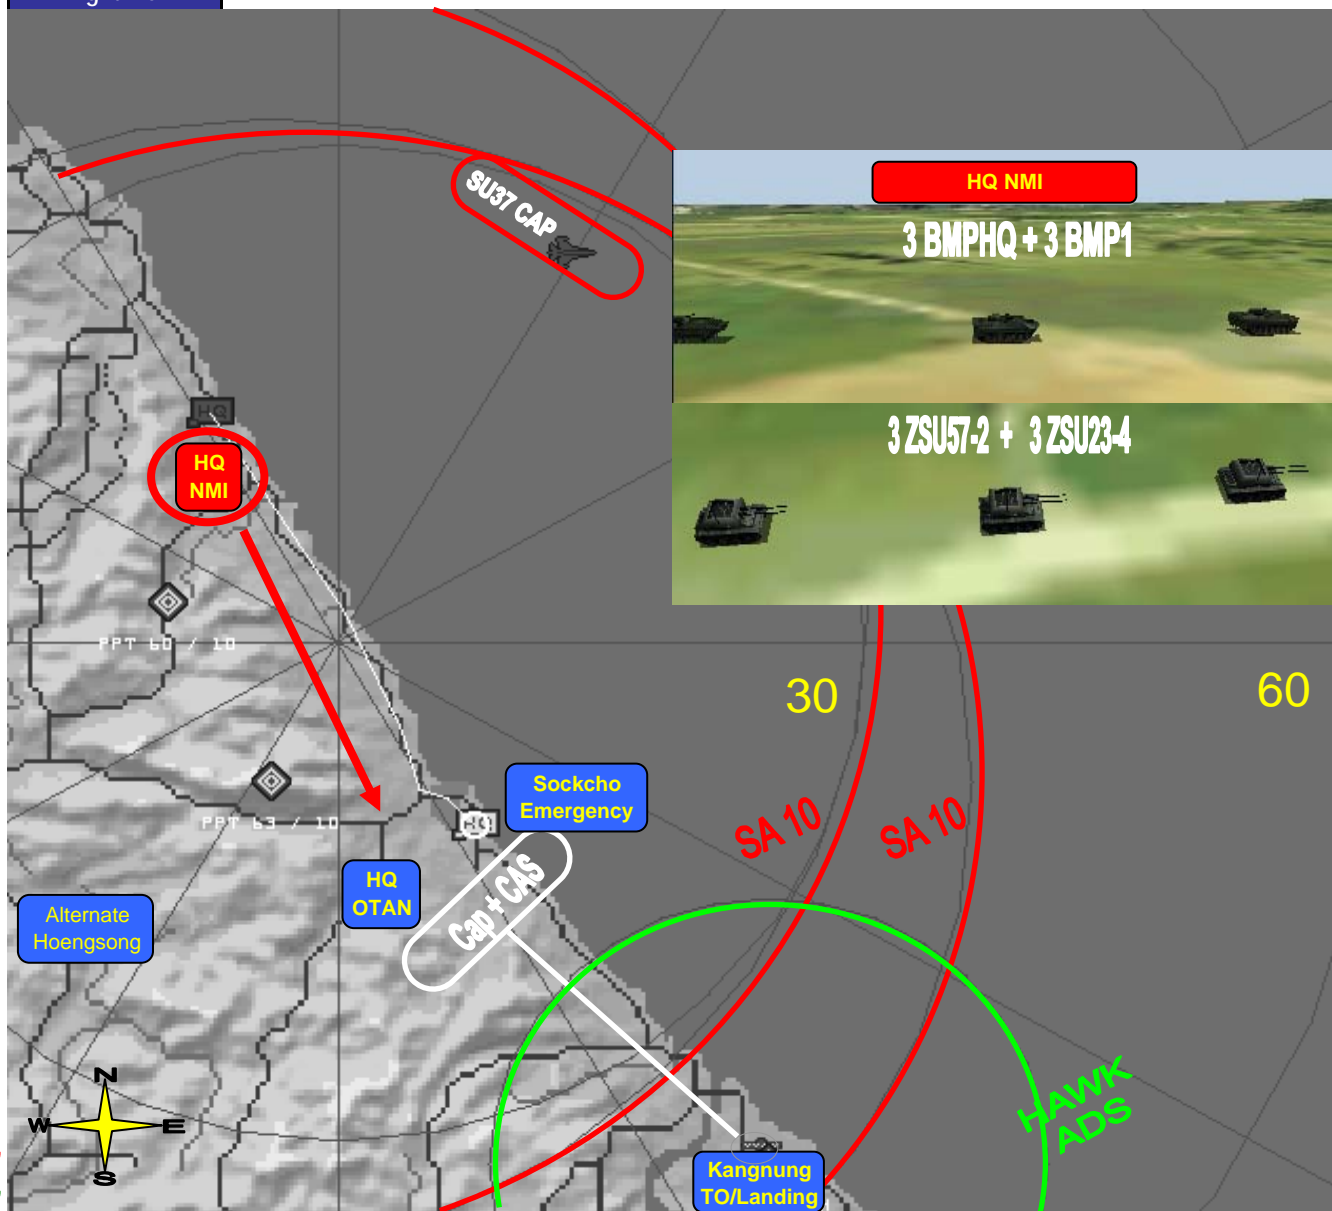 HQ NMI
3 BMPHQ + 3 BMP1
3 ZSU57-2 + 3 ZSU23-4
SU37 CAP
HQ
HQ
NMI
PPT 60 / 10
30
60
Sockcho
Emergency
PPT 63 / 10
HQ
SA 10
SA 10
HQ
OTAN
Cap + CAS
Alternate
Hoengsong
HAWK
ADS
N
W
E
S
Kangnung
TO/Landing